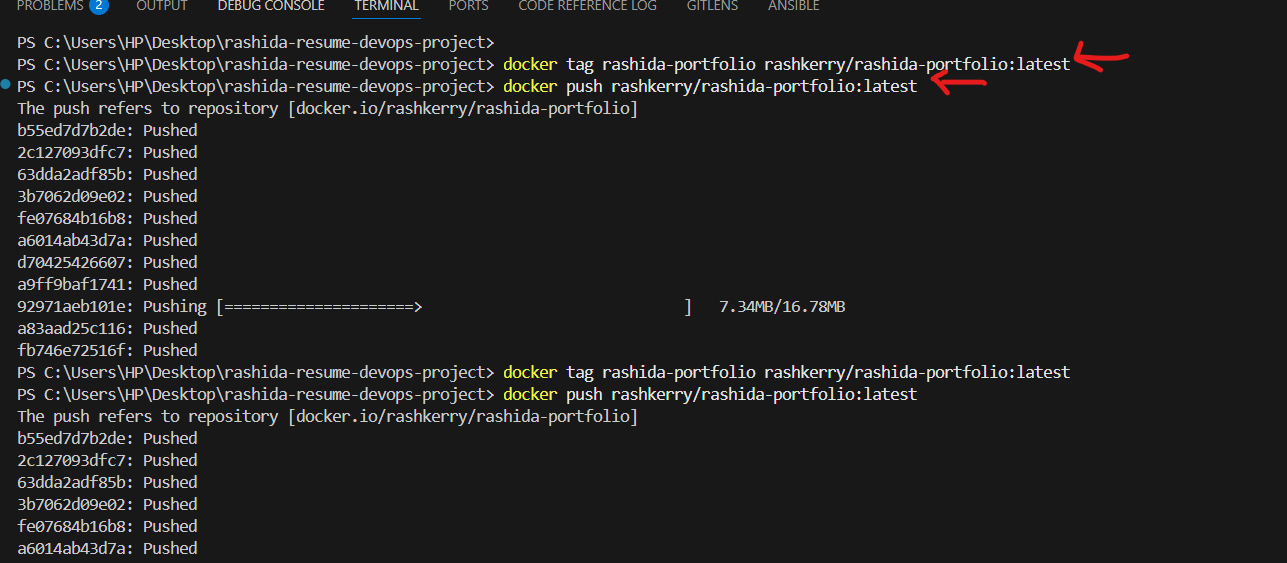 PROBLEMS 2 OUTPUT DEBUG CONSOLE TERMINAL PORTS CODE REFERENCE LOG GITLENS ANSIBLE
PS C:\Users\HP\Desktop\rashida-resume-devops-project>
PS C:\Users\HP\Desktop\rashida-resume-devops-project> docker tag rashida-portfolio rashkerry/rashida-portfolio:latest
PS C:\Users\HP\Desktop\rashida-resume-devops-project> docker push rashkerry/rashida-portfolio:latest
The push refers to repository [docker.io/rashkerry/rashida-portfolio]
b55ed7d7b2de: Pushed
2c127093dfc7: Pushed
63dda2adf85b: Pushed
3b7062d09e02: Pushed
fe07684b16b8: Pushed
a6014ab43d7a: Pushed
d70425426607: Pushed
a9ff9baf1741: Pushed
92971aeb101e: Pushing [=====================>                             ]   7.34MB/16.78MB
a83aad25c116: Pushed
fb746e72516f: Pushed
PS C:\Users\HP\Desktop\rashida-resume-devops-project> docker tag rashida-portfolio rashkerry/rashida-portfolio:latest
PS C:\Users\HP\Desktop\rashida-resume-devops-project> docker push rashkerry/rashida-portfolio:latest
The push refers to repository [docker.io/rashkerry/rashida-portfolio]
b55ed7d7b2de: Pushed
2c127093dfc7: Pushed
63dda2adf85b: Pushed
3b7062d09e02: Pushed
fe07684b16b8: Pushed
a6014ab43d7a: Pushed